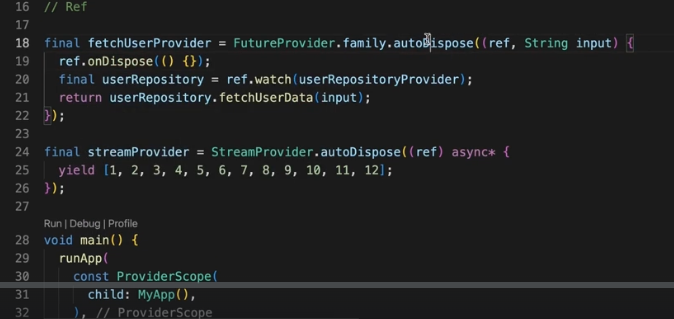 16 // Ref
17
18 final fetchUserProvider = FutureProvider.family.autoDispose((ref, String input) {
19 ref.onDispose(() {});
20 final userRepository = ref.watch(userRepositoryProvider);
21 return userRepository.fetchUserData(input);
22 });
23
24 final streamProvider = StreamProvider.autoDispose((ref) async* {
25 yield [1, 2, 3, 4, 5, 6, 7, 8, 9, 10, 11, 12];
26 });
27
Run | Debug | Profile
28 void main() {
29 runApp(
30 const ProviderScope(
31 child: MyApp(),
32 ), // ProviderScope